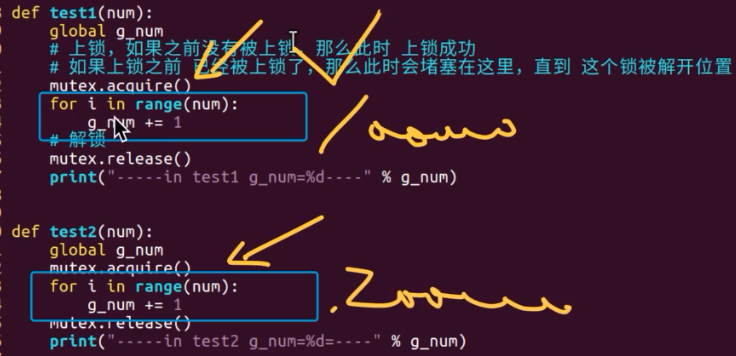 def test1(num):
global g_num
# 上锁，如果之前没有被上锁，那么此时 上锁成功
# 如果上锁之前 已经被上锁了，那么此时会堵塞在这里，直到 这个锁被解开位置
mutex.acquire()
for i in range(num):
g_num += 1
# 解锁
mutex.release()
print("-----in test1 g_num=%d----" % g_num)
def test2(num):
global g_num
mutex.acquire()
for i in range(num):
g_num += 1
mutex.release()
print("-----in test2 g_num=%d=----" % g_num)